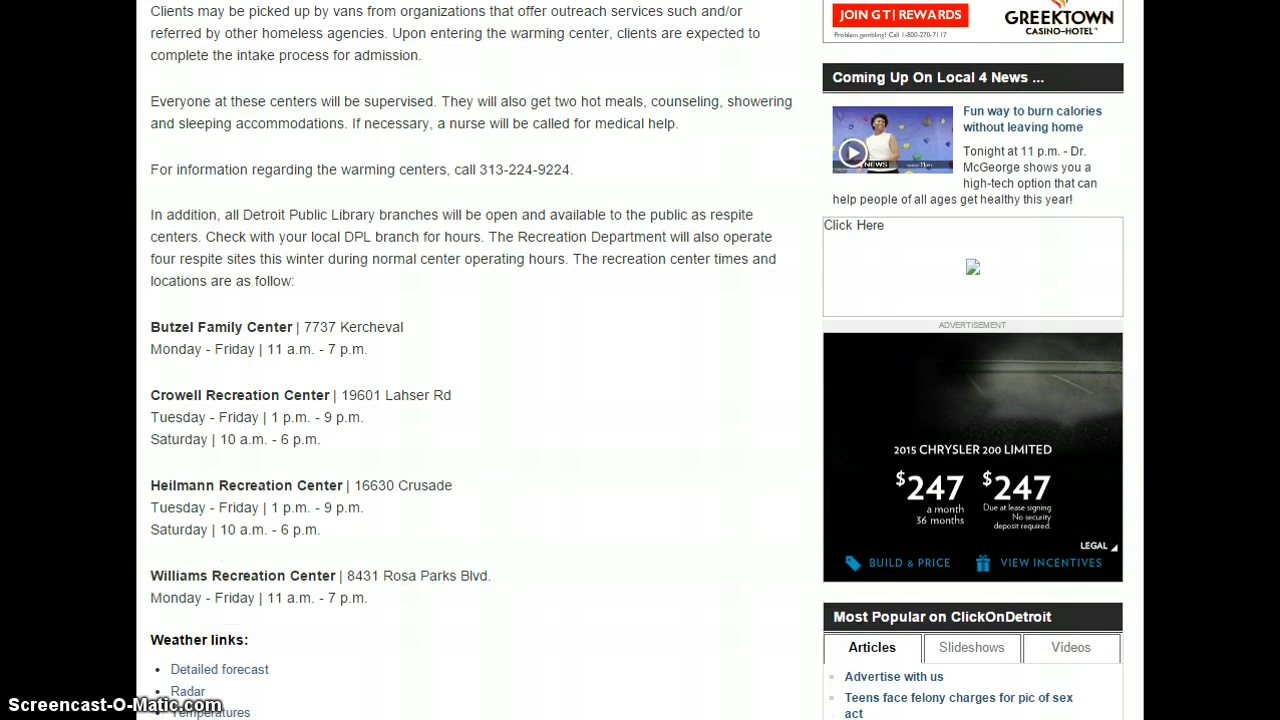 Clients may be picked up by vans from organizations that offer outreach services such and/or
referred by other homeless agencies. Upon entering the warming center, clients are expected to
complete the intake process for admission.
Everyone at these centers will be supervised. They will also get two hot meals, counseling, showering
and sleeping accommodations. If necessary, a nurse will be called for medical help.
For information regarding the warming centers, call 313-224-9224.
In addition, all Detroit Public Library branches will be open and available to the public as respite
centers. Check with your local DPL branch for hours. The Recreation Department will also operate
four respite sites this winter during normal center operating hours. The recreation center times and
locations are as follow:
Butzel Family Center | 7737 Kercheval
Monday - Friday | 11 a.m. - 7 p.m.
Crowell Recreation Center | 19601 Lahser Rd
Tuesday - Friday | 1 p.m. - 9 p.m.
Saturday | 10 a.m. - 6 p.m.
Heilmann Recreation Center | 16630 Crusade
Tuesday - Friday | 1 p.m. - 9 p.m.
Saturday | 10 a.m. - 6 p.m.
Williams Recreation Center | 8431 Rosa Parks Blvd.
Monday - Friday | 11 a.m. - 7 p.m.
Weather links:
Detailed forecast
Radar
Temperatures
JOIN GT | REWARDS
Problem gambling? Call 1-800-270-7117
GREEKTOWN
CASINO-HOTEL™
Coming Up On Local 4 News ...
NEWS
Fun way to burn calories
without leaving home
Tonight at 11 p.m. - Dr.
McGeorge shows you a
high-tech option that can
help people of all ages get healthy this year!
Click Here
ADVERTISEMENT
2015 CHRYSLER 200 LIMITED
$247 $247
a month
36 months
Due at lease signing
No security
deposit required.
LEGAL
BUILD & PRICE VIEW INCENTIVES
Most Popular on ClickOnDetroit
Articles Slideshows Videos
Advertise with us
Teens face felony charges for pic of sex
act
Screencast-O-Matic.com